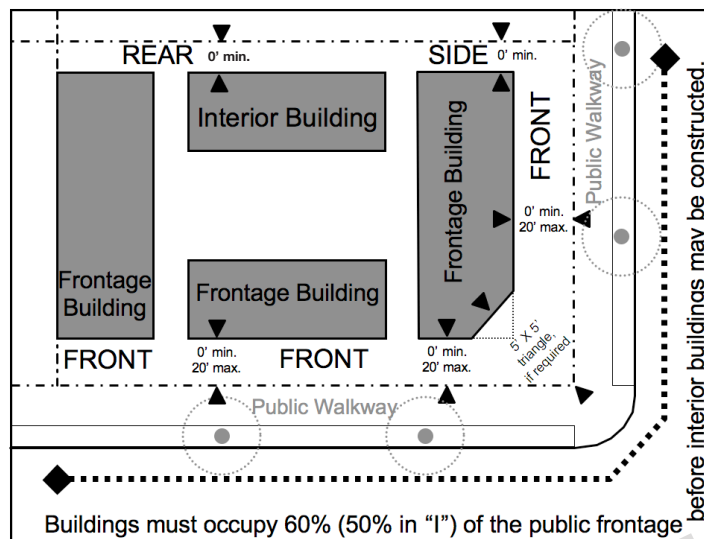 REAR
0' min.
SIDE
0' min.
Interior Building
Frontage Building
FRONT
Public Walkway
0' min.
20' max.
Frontage
Building
Frontage Building
FRONT
0' min.
20' max.
FRONT
0' min.
20' max.
5' X 5'
triangle,
if required
Public Walkway
Buildings must occupy 60% (50% in “I”) of the public frontage
before interior buildings may be constructed.